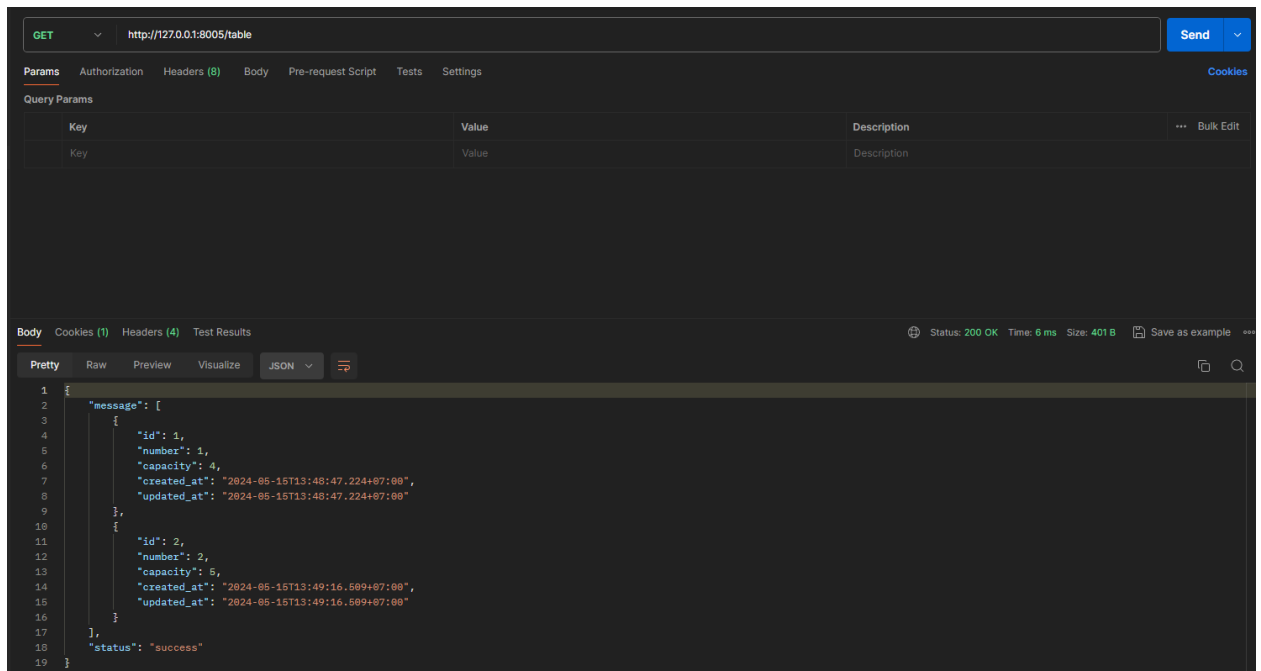 GET http://127.0.0.1:8005/table Send
Params Authorization Headers (8) Body Pre-request Script Tests Settings Cookies
Query Params
Key Value Description ••• Bulk Edit
Key Value Description
Body Cookies (1) Headers (4) Test Results Status: 200 OK Time: 6 ms Size: 401 B Save as example •••
Pretty Raw Preview Visualize JSON
1 {
2 "message": [
3 {
4 "id": 1,
5 "number": 1,
6 "capacity": 4,
7 "created_at": "2024-05-15T13:48:47.224+07:00",
8 "updated_at": "2024-05-15T13:48:47.224+07:00"
9 },
10 {
11 "id": 2,
12 "number": 2,
13 "capacity": 5,
14 "created_at": "2024-05-15T13:49:16.509+07:00",
15 "updated_at": "2024-05-15T13:49:16.509+07:00"
16 }
17 ],
18 "status": "success"
19 }